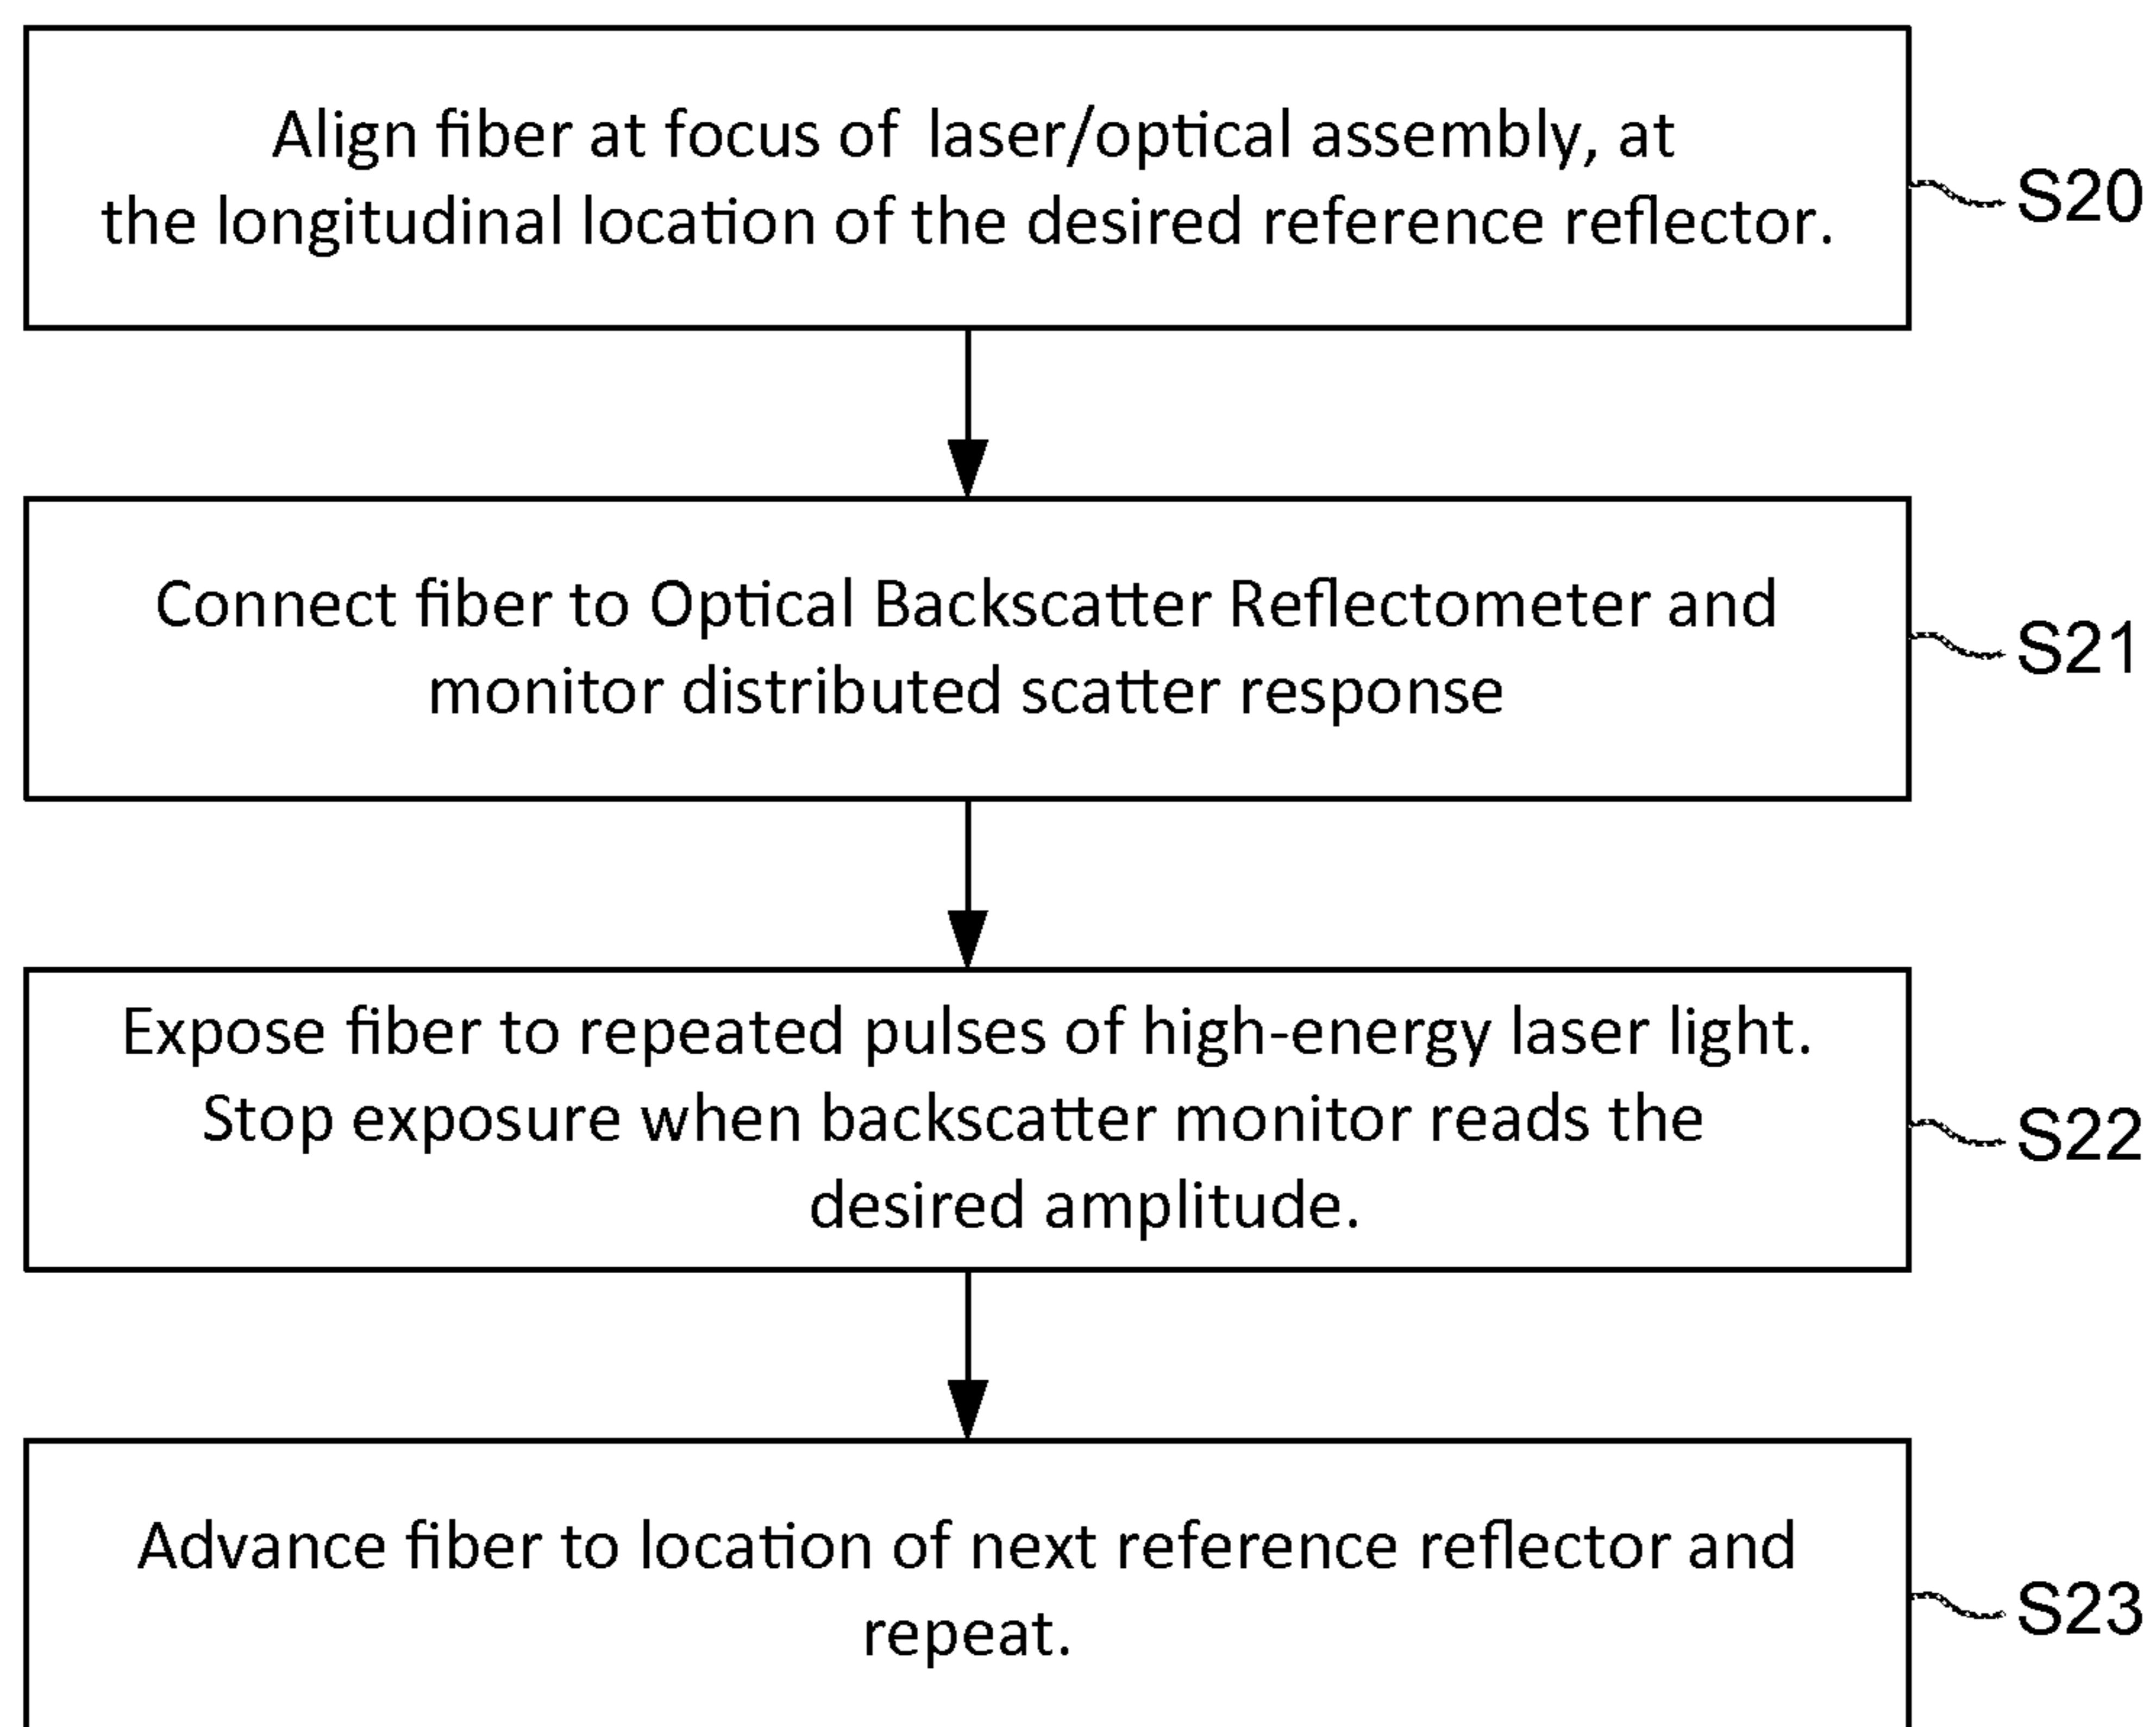 Align fiber at focus of laser/optical assembly, at
the longitudinal location of the desired reference reflector.
S20
Connect fiber to Optical Backscatter Reflectometer and
monitor distributed scatter response
S21
Expose fiber to repeated pulses of high-energy laser light.
Stop exposure when backscatter monitor reads the
desired amplitude.
S22
Advance fiber to location of next reference reflector and
repeat.
S23